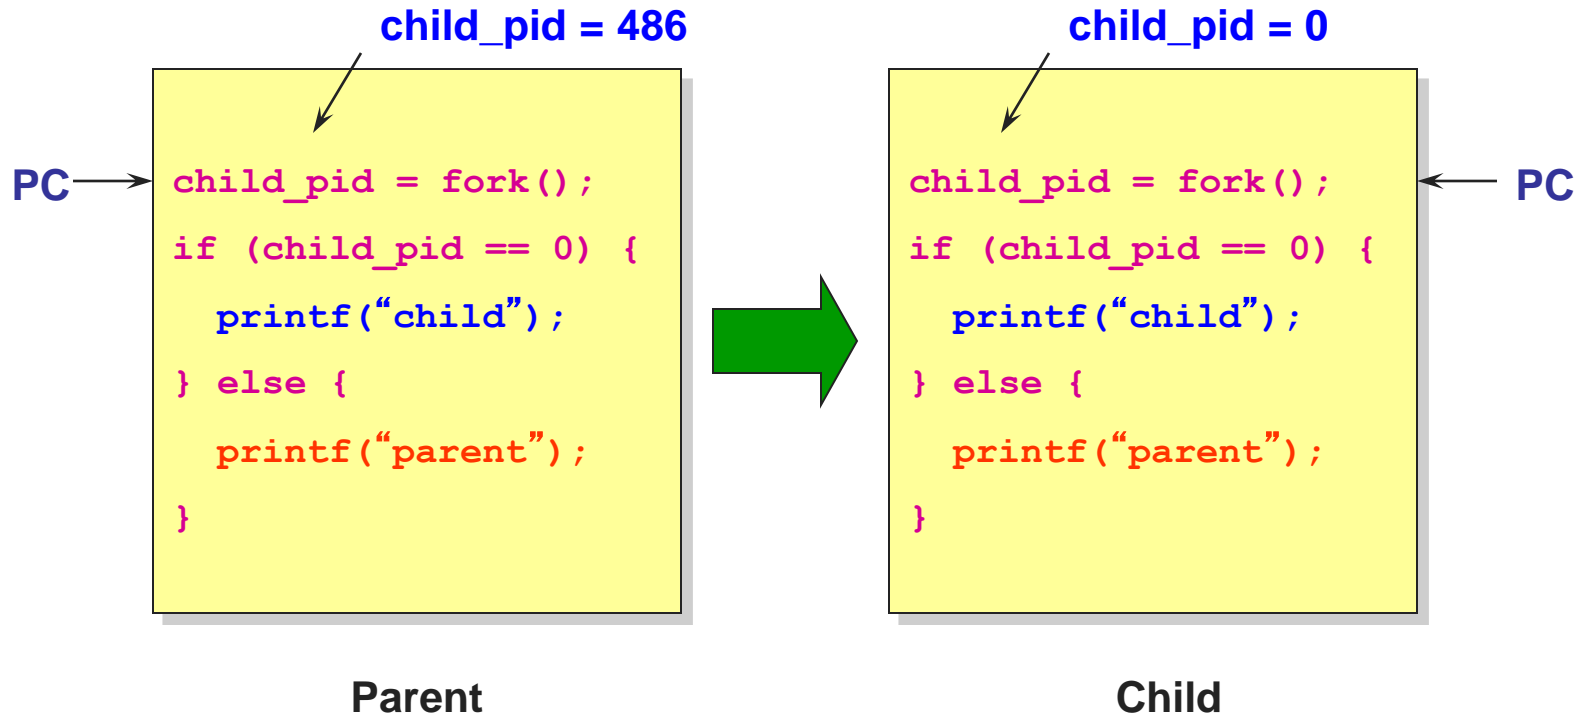 child_pid = 486
PC
child_pid = fork();
if (child_pid == 0) {
  printf(“child”);
} else {
  printf(“parent”);
}
Parent
child_pid = 0
child_pid = fork();
if (child_pid == 0) {
  printf(“child”);
} else {
  printf(“parent”);
}
PC
Child